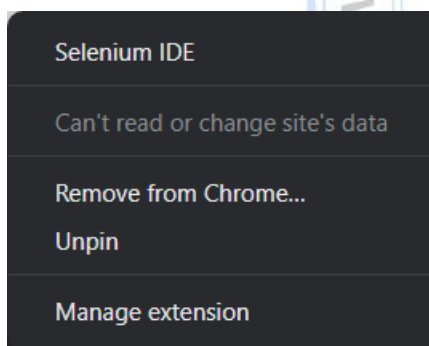 Selenium IDE
Can't read or change site's data
Remove from Chrome...
Unpin
Manage extension